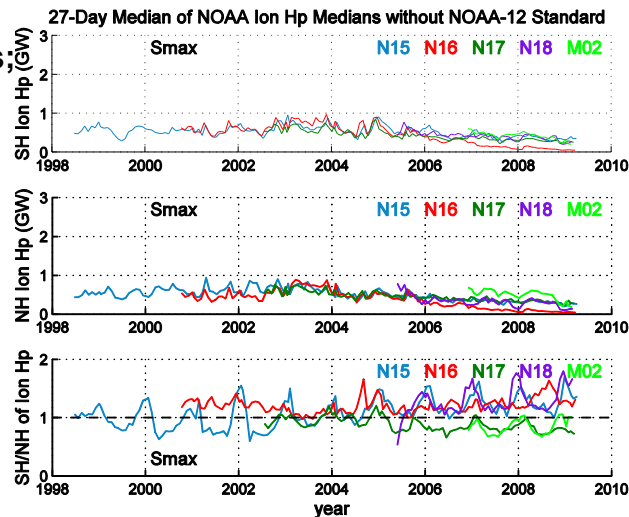 27-Day Median of NOAA Ion Hp Medians without NOAA-12 Standard
SH Ion Hp (GW)
3
2
1
0
Smax
N15 N16 N17 N18 M02
1998 2000 2002 2004 2006 2008 2010
NH Ion Hp (GW)
3
2
1
0
Smax
N15 N16 N17 N18 M02
1998 2000 2002 2004 2006 2008 2010
SH/NH of Ion Hp
2
1
0
N15 N16 N17 N18 M02
Smax
1998 2000 2002 2004 2006 2008 2010
year